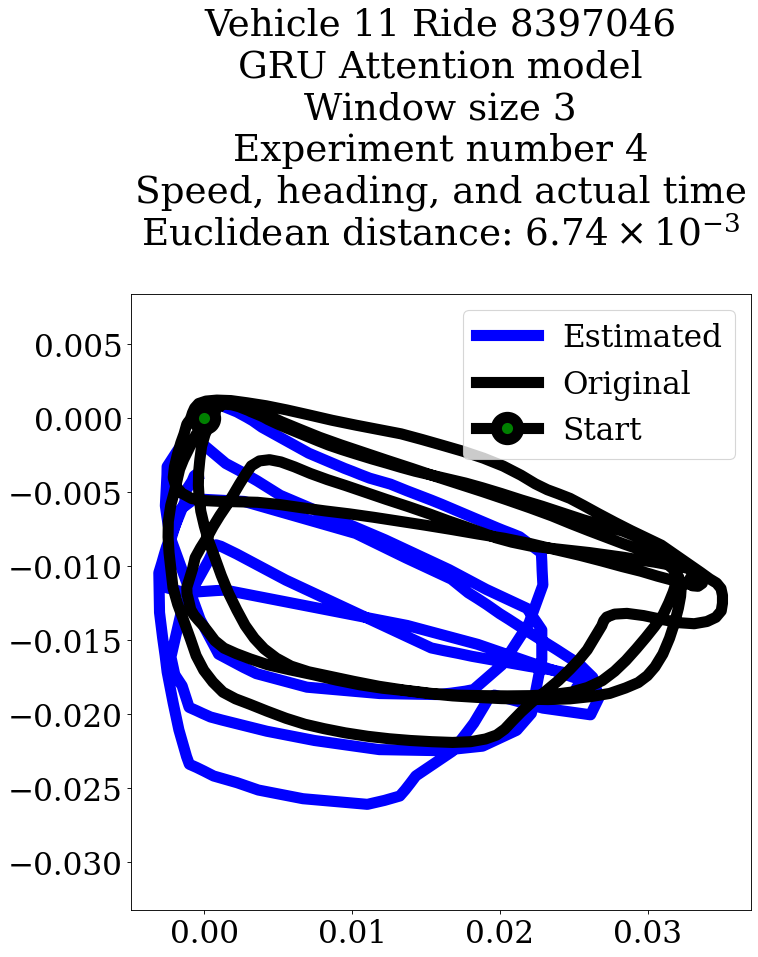 Vehicle 11 Ride 8397046
GRU Attention model
Window size 3
Experiment number 4
Speed, heading, and actual time
Euclidean distance: 6.74 × 10⁻³
Estimated
Original
Start
0.005
0.000
−0.005
−0.010
−0.015
−0.020
−0.025
−0.030
0.00 0.01 0.02 0.03